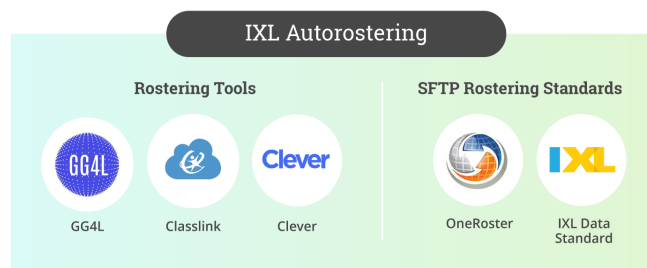 IXL Autorostering
Rostering Tools
SFTP Rostering Standards
GG4L
Clever
IXL
GG4L
Classlink
Clever
OneRoster
IXL Data
Standard